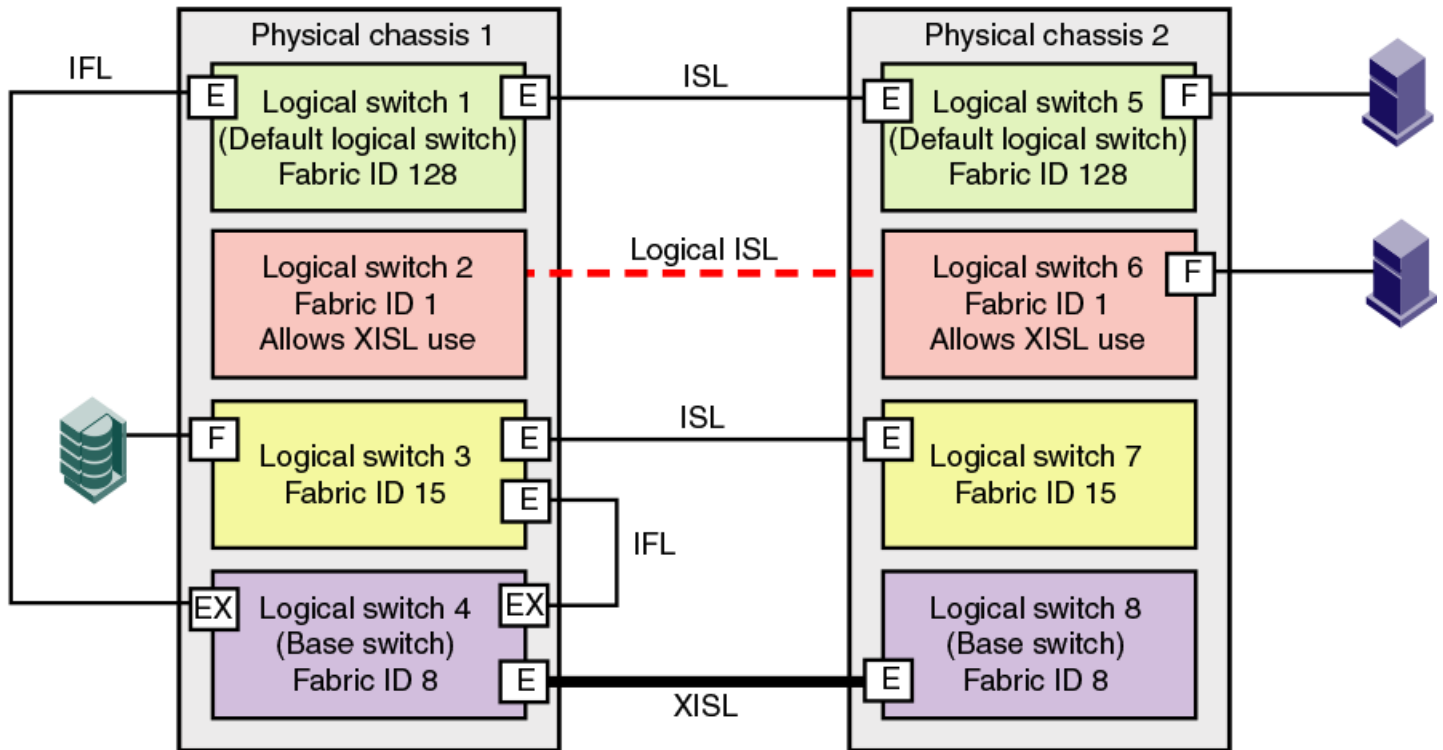 Physical chassis 1
Physical chassis 2
IFL
E
Logical switch 1
(Default logical switch)
Fabric ID 128
E
ISL
E
Logical switch 5
(Default logical switch)
Fabric ID 128
F
Logical switch 2
Fabric ID 1
Allows XISL use
Logical ISL
Logical switch 6
Fabric ID 1
Allows XISL use
F
F
Logical switch 3
Fabric ID 15
E
E
ISL
E
Logical switch 7
Fabric ID 15
IFL
EX
Logical switch 4
(Base switch)
Fabric ID 8
EX
E
XISL
E
Logical switch 8
(Base switch)
Fabric ID 8